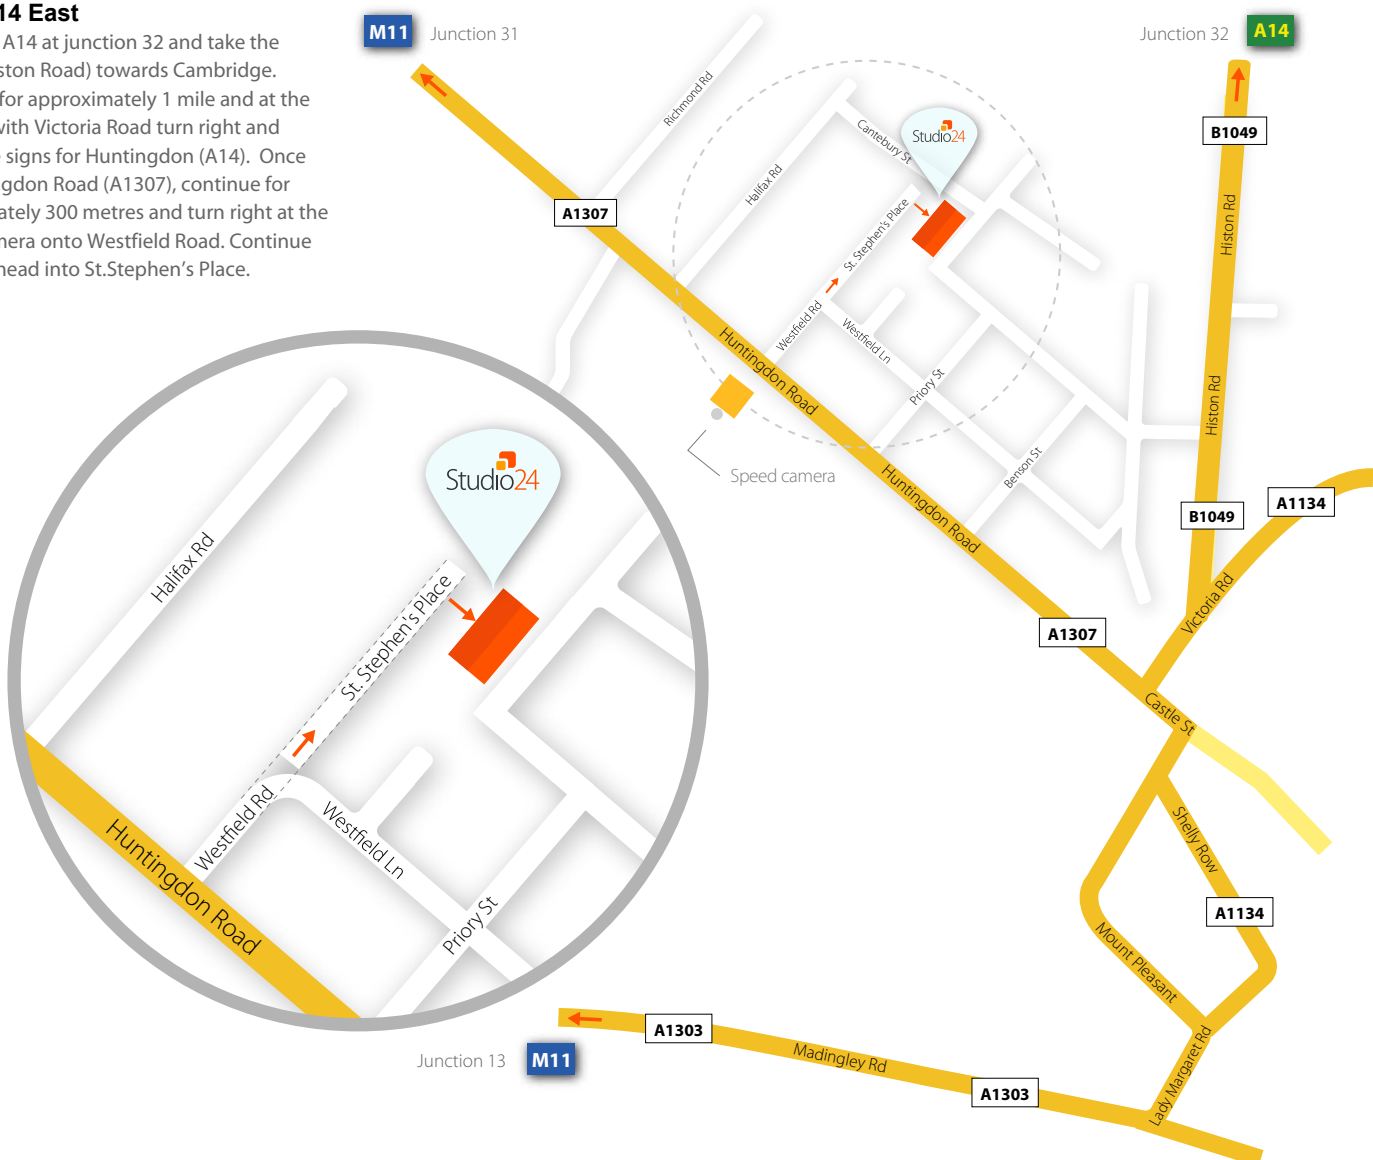 14 East
A14 at junction 32 and take the
ston Road) towards Cambridge.
for approximately 1 mile and at the
with Victoria Road turn right and
e signs for Huntingdon (A14). Once
gdon Road (A1307), continue for
ately 300 metres and turn right at the
mera onto Westfield Road. Continue
head into St.Stephen's Place.
M11 Junction 31
Junction 32 A14
Richmond Rd
B1049
Cantebury St
Studio24
Halifax Rd
A1307
St. Stephen's Place
Histon Rd
Westfield Rd
Westfield Ln
Huntingdon Road
Priory St
Histon Rd
Speed camera
Benson St
Huntingdon Road
B1049
A1134
Victoria Rd
A1307
Castle St
Studio24
Halifax Rd
St. Stephen's Place
Westfield Rd
Westfield Ln
Huntingdon Road
Priory St
Shelly Row
A1134
Mount Pleasant
A1303
Junction 13 M11
Madingley Rd
A1303
Lady Margaret Rd